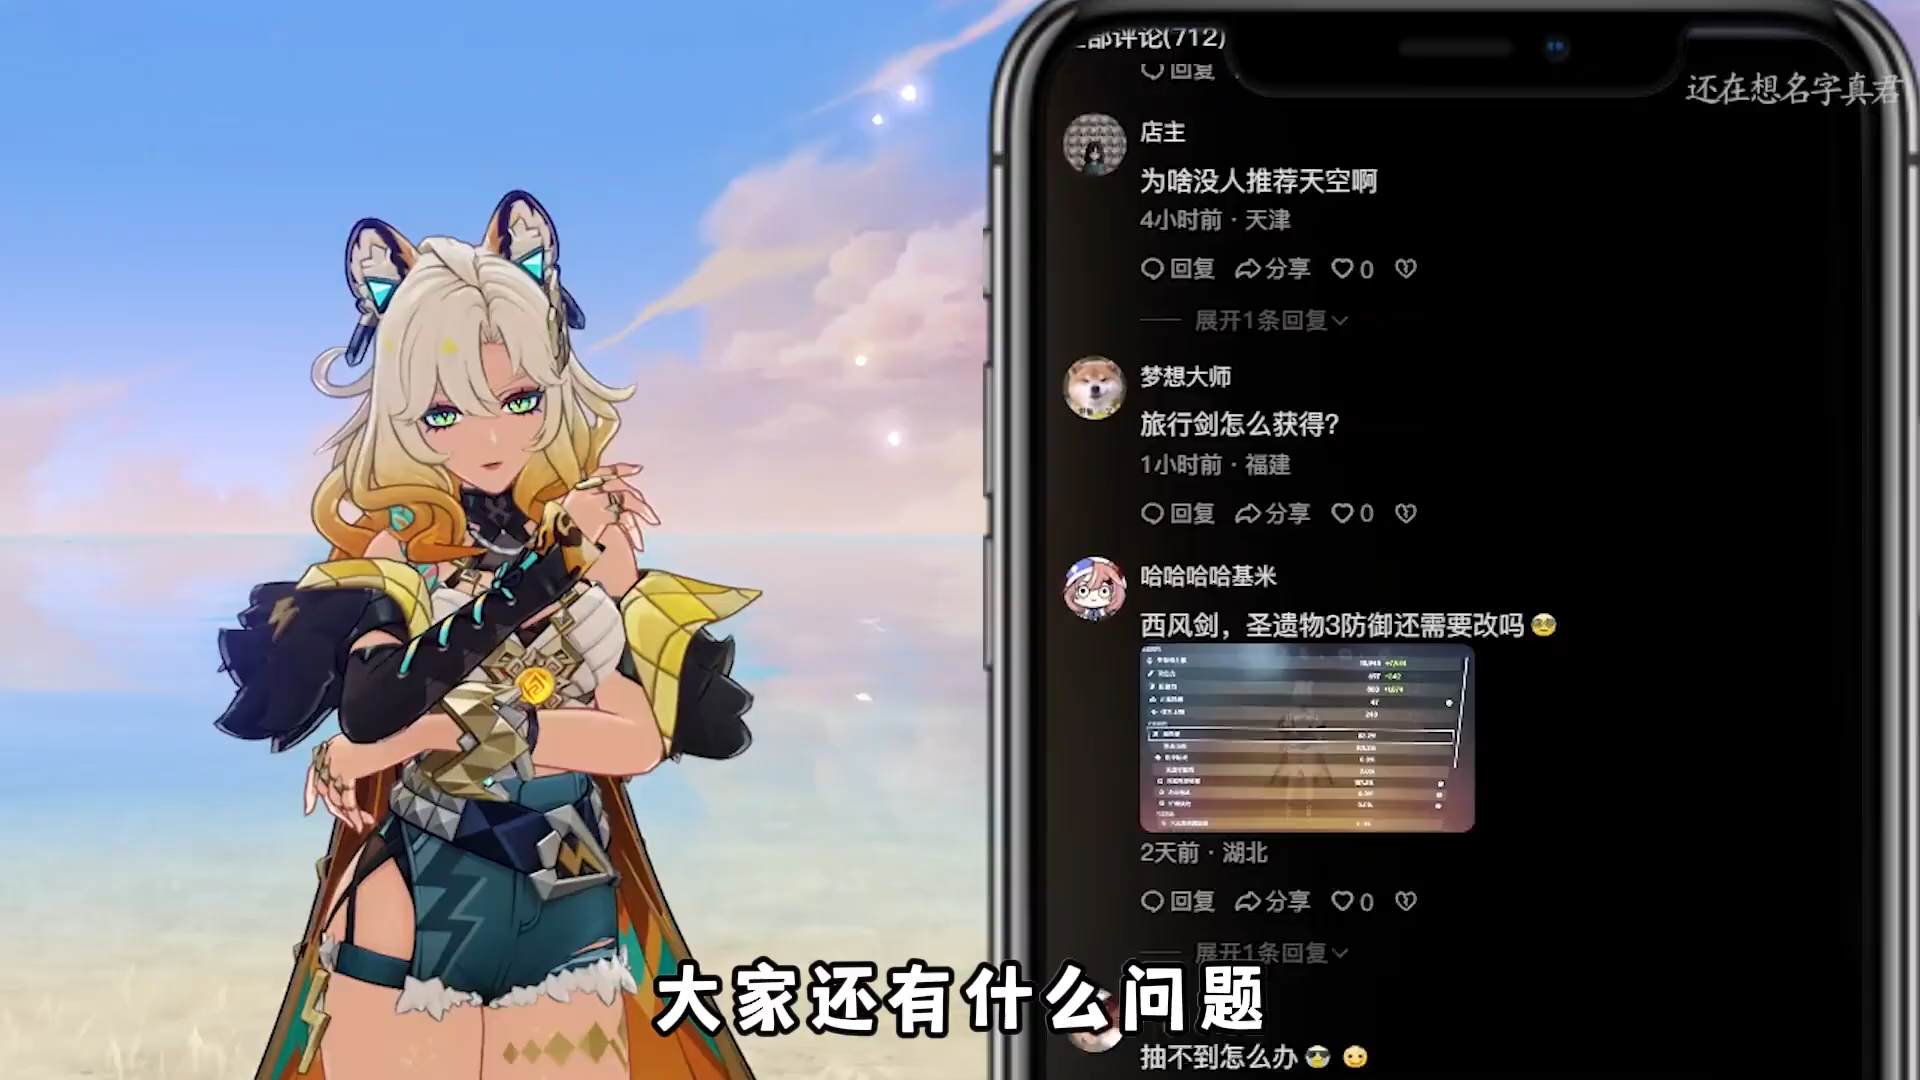 部评论(712)
回复
还在想名字真君
店主
为啥没人推荐天空啊
4小时前 · 天津
回复 分享 0
展开1条回复
梦想大师
旅行剑怎么获得?
1小时前 · 福建
回复 分享 0
哈哈哈哈基米
西风剑，圣遗物3防御还需要改吗
2天前 · 湖北
回复 分享 0
展开1条回复
大家还有什么问题
抽不到怎么办